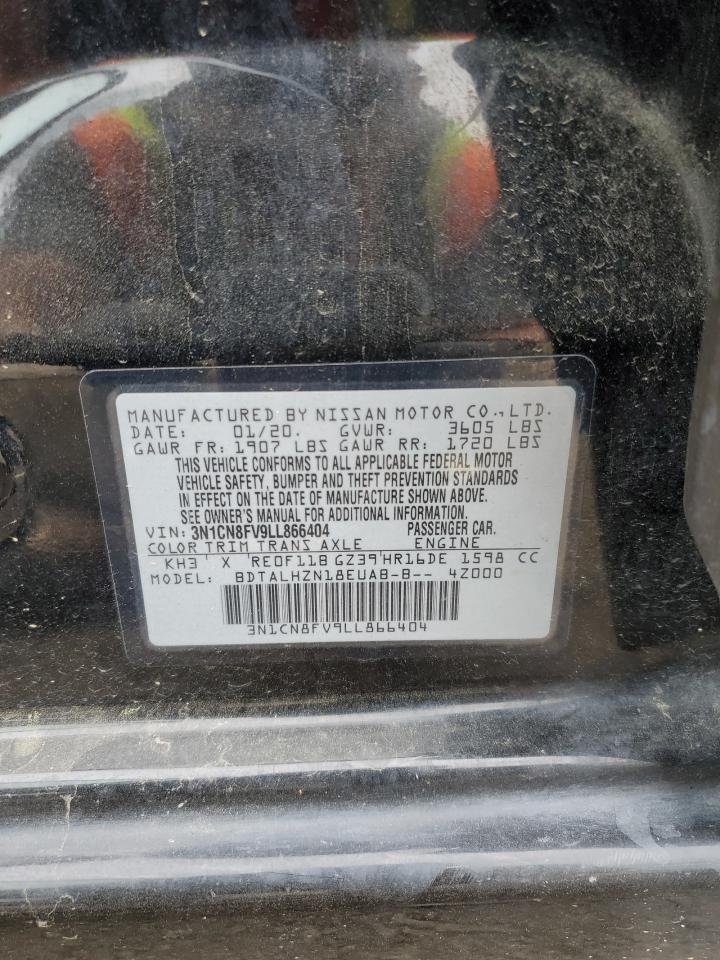 MANUFACTURED BY NISSAN MOTOR CO., LTD.
DATE: 01/20. GVWR: 3605 LBS
GAWR FR: 1907 LBS GAWR RR: 1720 LBS
THIS VEHICLE CONFORMS TO ALL APPLICABLE FEDERAL MOTOR
VEHICLE SAFETY, BUMPER AND THEFT PREVENTION STANDARDS
IN EFFECT ON THE DATE OF MANUFACTURE SHOWN ABOVE.
SEE OWNER'S MANUAL FOR ADDITIONAL INFORMATION.
VIN: 3N1CN8FV9LL866404 PASSENGER CAR.
COLOR TRIM TRANS AXLE ENGINE
KH3 X RE0F11B GZ39 HR16DE 1598 CC
MODEL: BDTALHZN18EUAB-B-- 4Z000
3N1CN8FV9LL866404